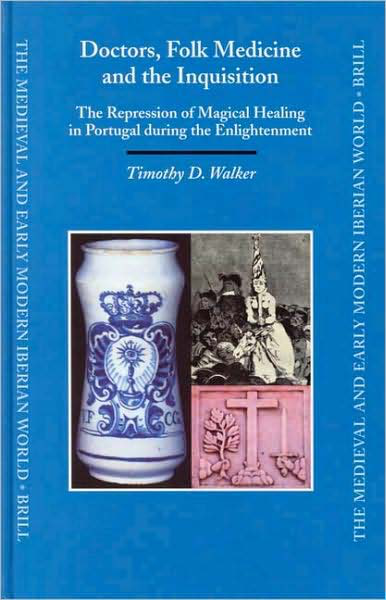 Doctors, Folk Medicine
and the Inquisition
The Repression of Magical Healing
in Portugal during the Enlightenment
Timothy D. Walker
THE MEDIEVAL AND EARLY MODERN IBERIAN WORLD • BRILL
THE MEDIEVAL AND EARLY MODERN IBERIAN WORLD • BRILL